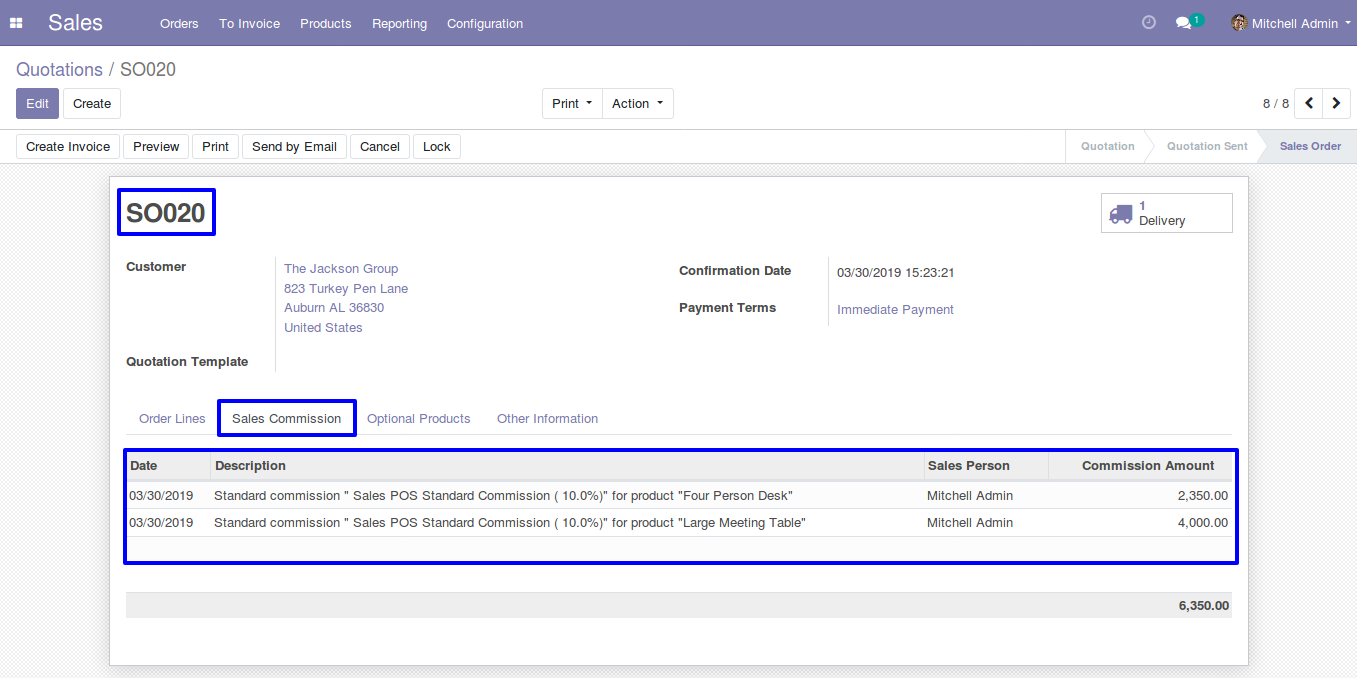 Sales Orders To Invoice Products Reporting Configuration 1 Mitchell Admin
Quotations / SO020
Edit Create Print Action 8 / 8
Create Invoice Preview Print Send by Email Cancel Lock Quotation Quotation Sent Sales Order
SO020
1
Delivery
Customer
The Jackson Group
823 Turkey Pen Lane
Auburn AL 36830
United States
Confirmation Date 03/30/2019 15:23:21
Payment Terms Immediate Payment
Quotation Template
Order Lines Sales Commission Optional Products Other Information
Date Description Sales Person Commission Amount
03/30/2019 Standard commission " Sales POS Standard Commission ( 10.0%)" for product "Four Person Desk" Mitchell Admin 2,350.00
03/30/2019 Standard commission " Sales POS Standard Commission ( 10.0%)" for product "Large Meeting Table" Mitchell Admin 4,000.00
6,350.00